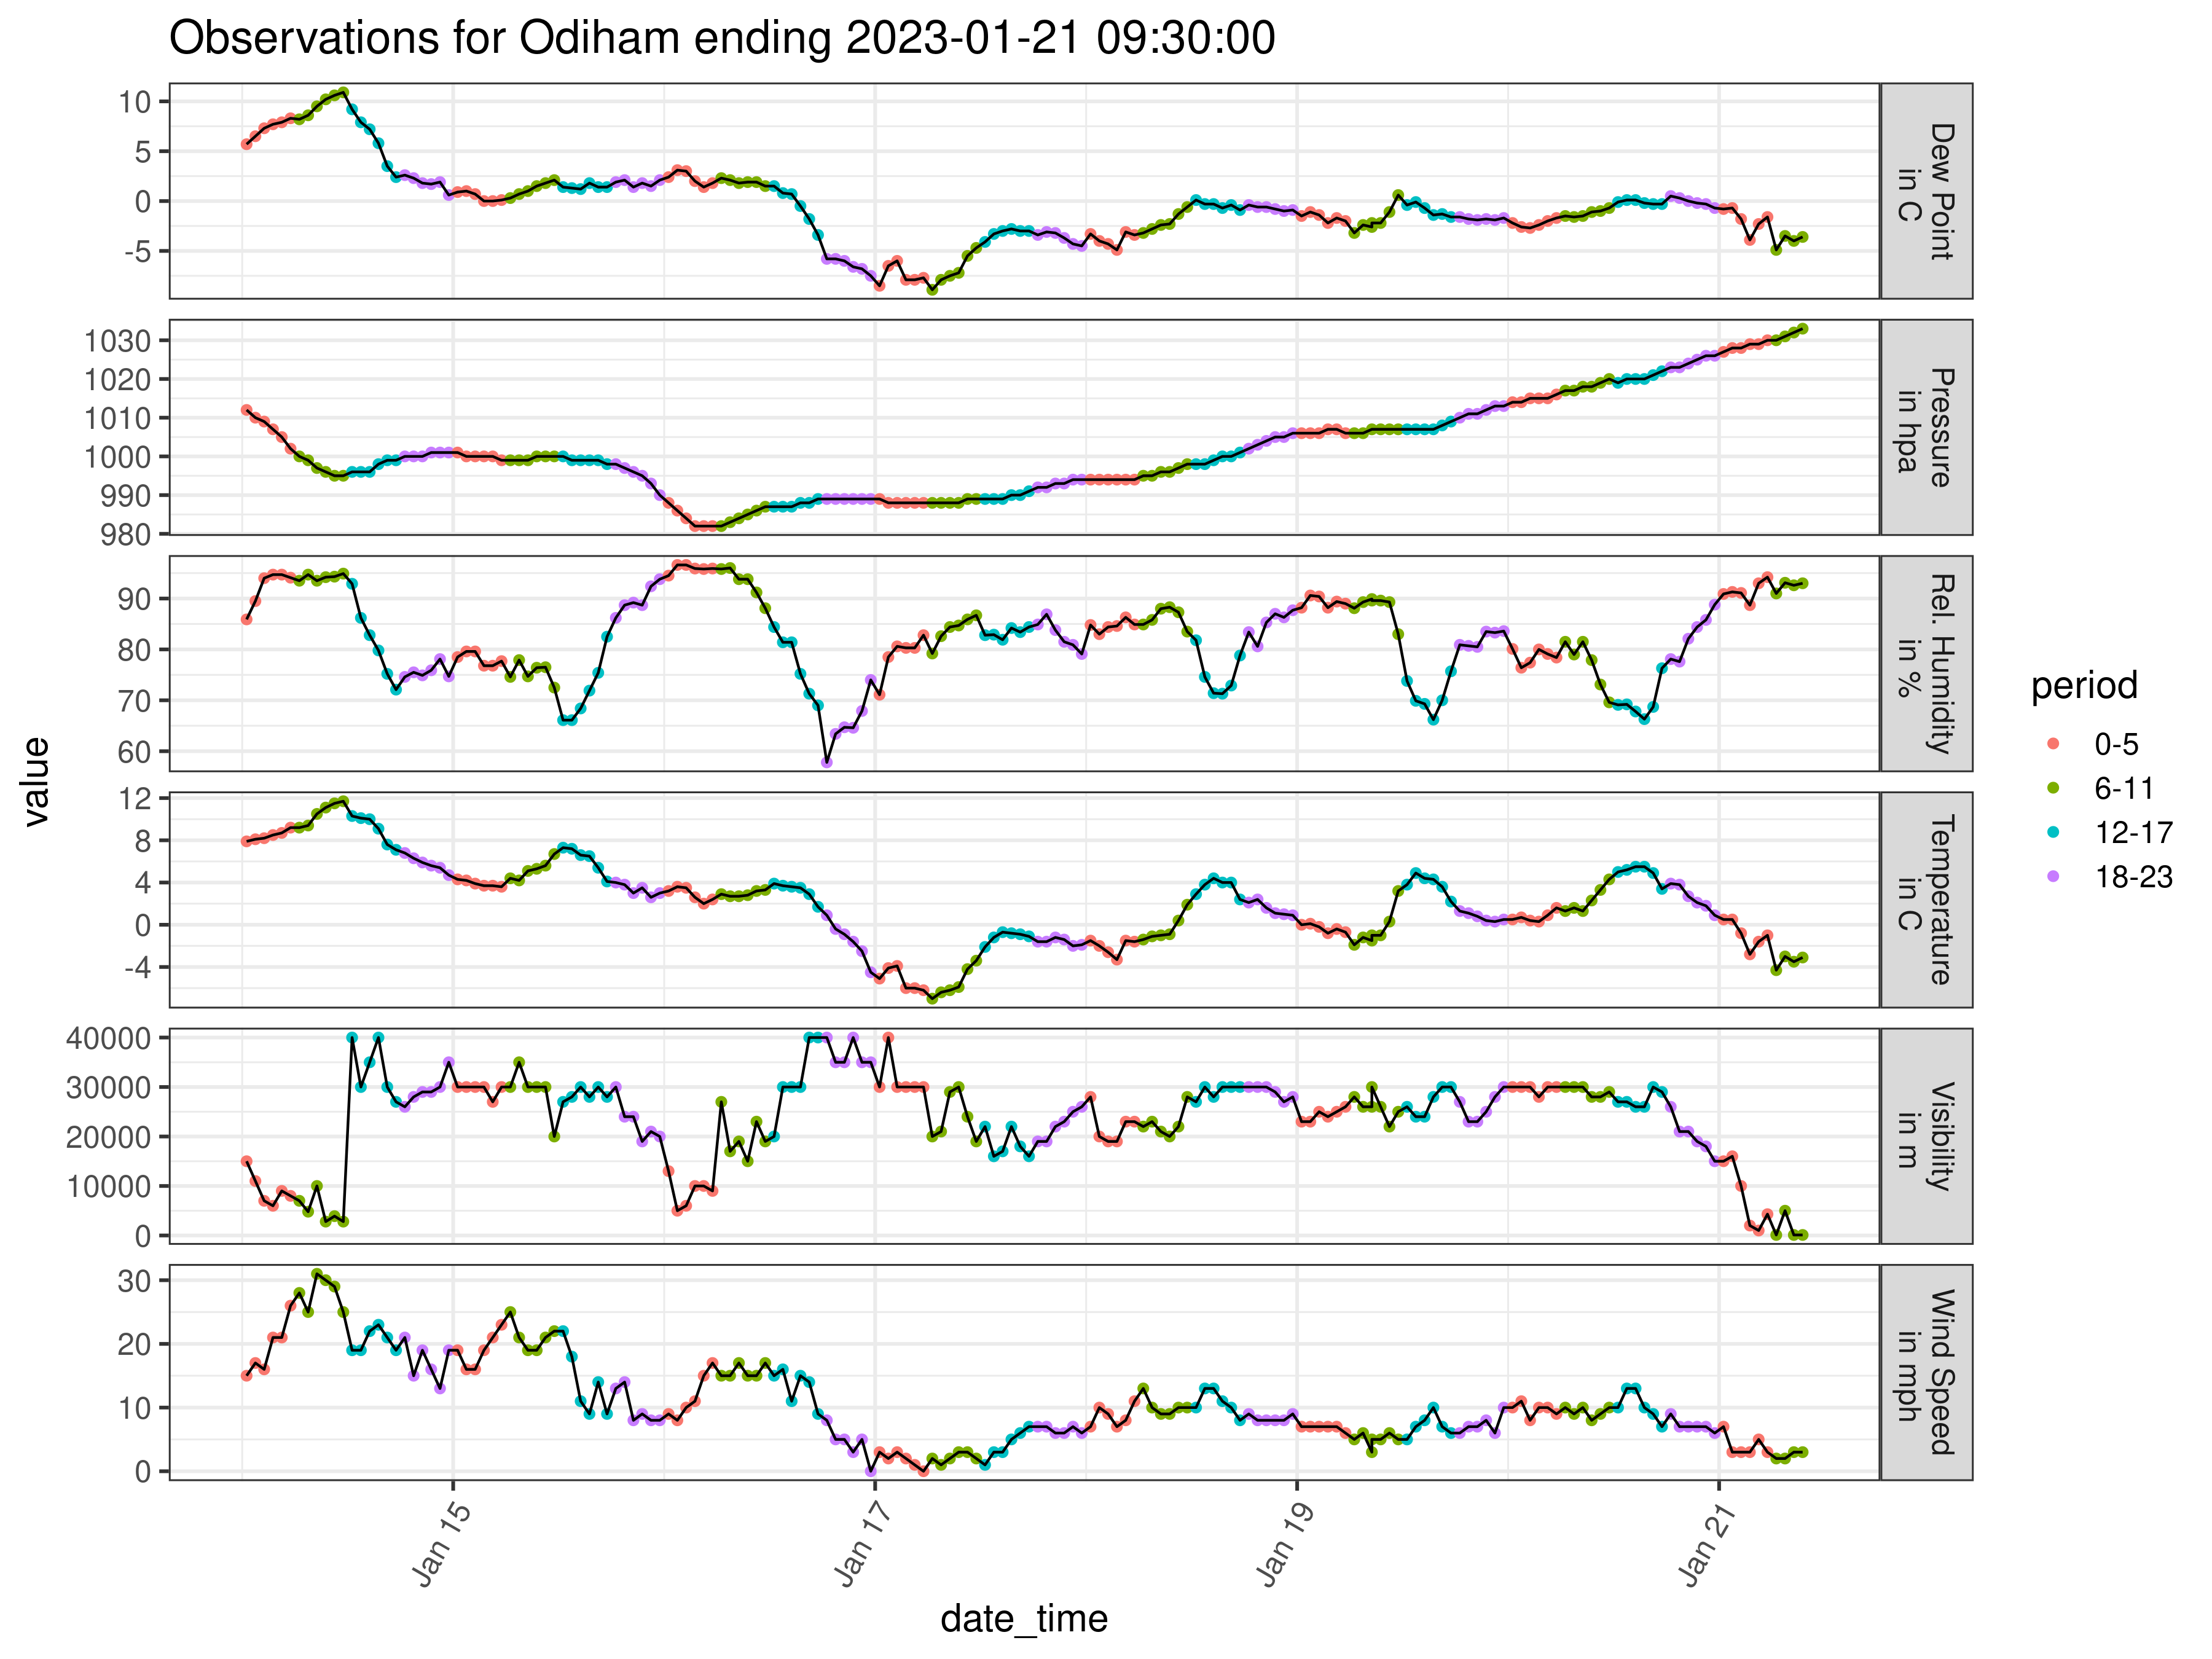 Observations for Odiham ending 2023-01-21 09:30:00
value
10
5
0
-5
Dew Point
in C
1030
1020
1010
1000
990
980
Pressure
in hpa
90
80
70
60
Rel. Humidity
in %
12
8
4
0
-4
Temperature
in C
40000
30000
20000
10000
0
Visibility
in m
30
20
10
0
Wind Speed
in mph
Jan 15
Jan 17
Jan 19
Jan 21
date_time
period
0-5
6-11
12-17
18-23